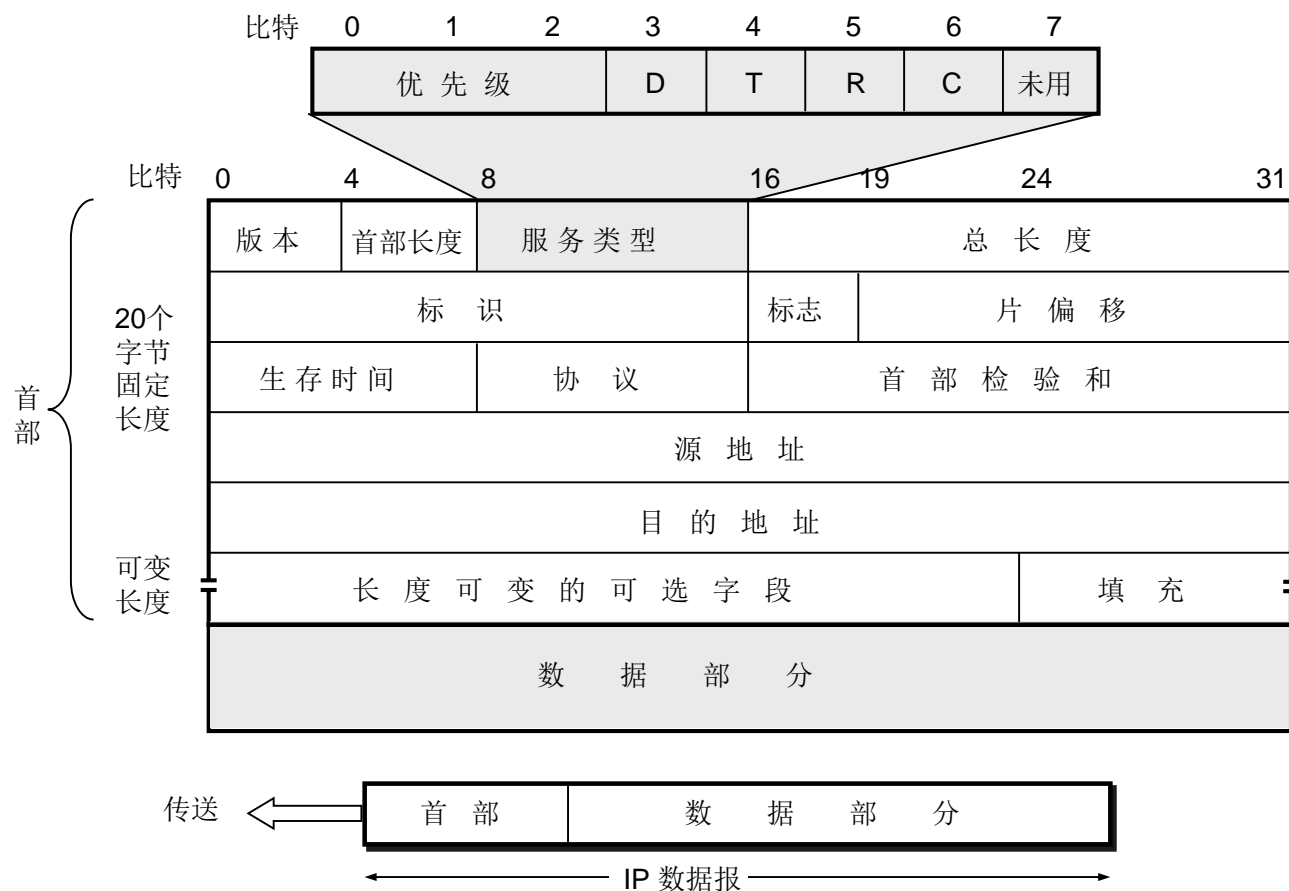 比特 0 1 2 3 4 5 6 7
优先级 D T R C 未用
比特 0 4 8 16 19 24 31
版本 首部长度 服务类型 总长度
标识 标志 片偏移
生存时间 协议 首部检验和
源地址
目的地址
长度可变的可选字段 填充
数据部分
首
部
20个
字节
固定
长度
可变
长度
传送 首部 数据部分
IP 数据报